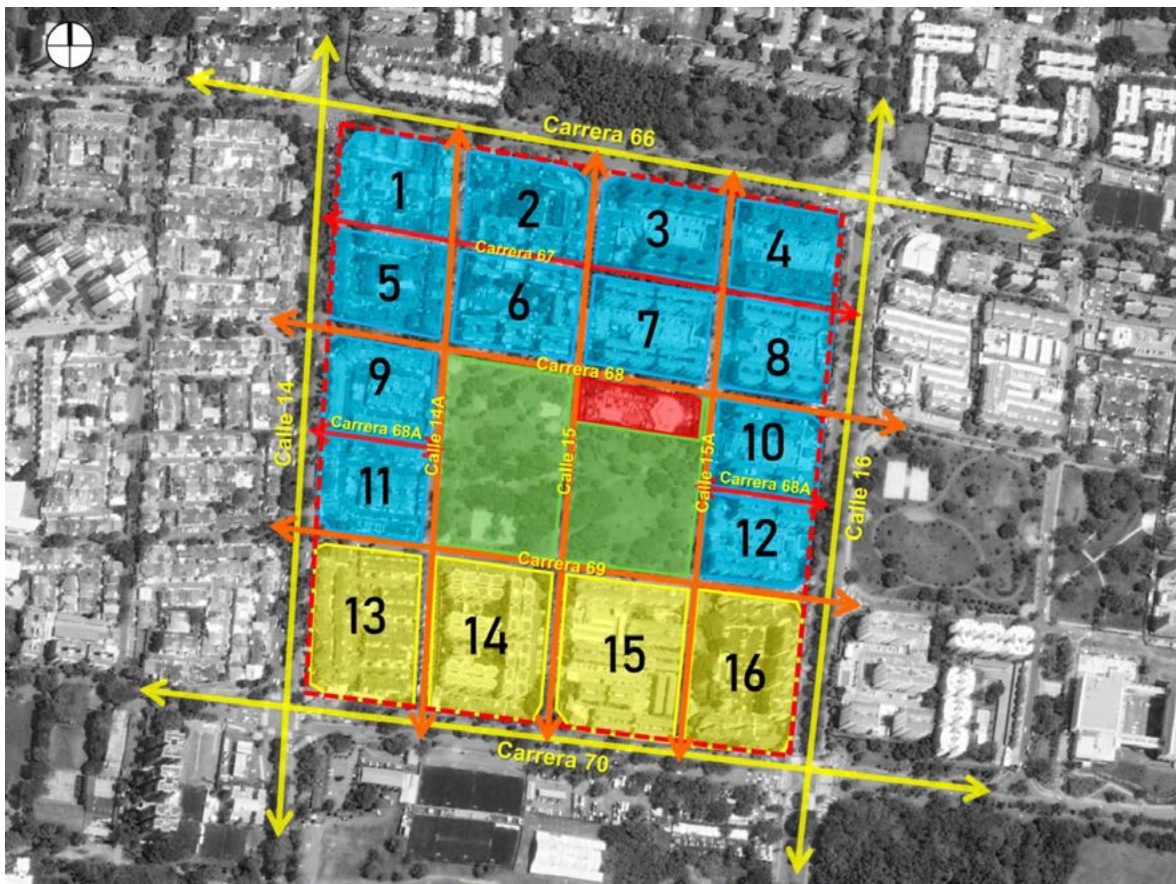 Carrera 66
1
2
3
4
Carrera 67
5
6
7
8
Carrera 68
9
10
Calle 14
Calle 14A
Calle 15
Calle 15A
Calle 16
Carrera 68A
Carrera 68A
11
12
Carrera 69
13
14
15
16
Carrera 70